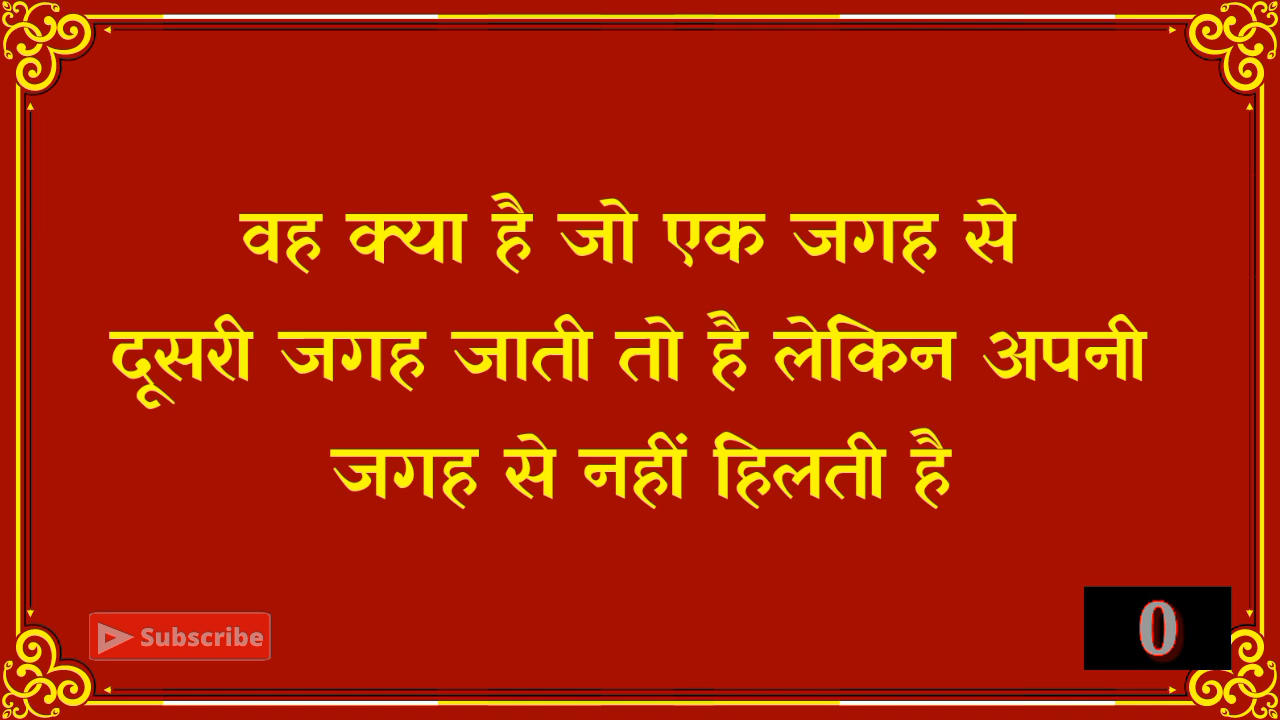 वह क्या है जो एक जगह से
दूसरी जगह जाती तो है लेकिन अपनी
जगह से नहीं हिलती है
Subscribe
0